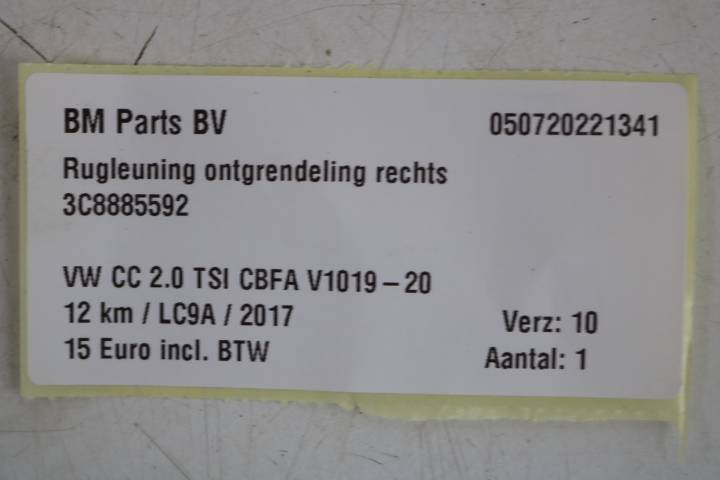 BM Parts BV 050720221341
Rugleuning ontgrendeling rechts
3C8885592
VW CC 2.0 TSI CBFA V1019-20
12 km / LC9A / 2017 Verz: 10
15 Euro incl. BTW Aantal: 1